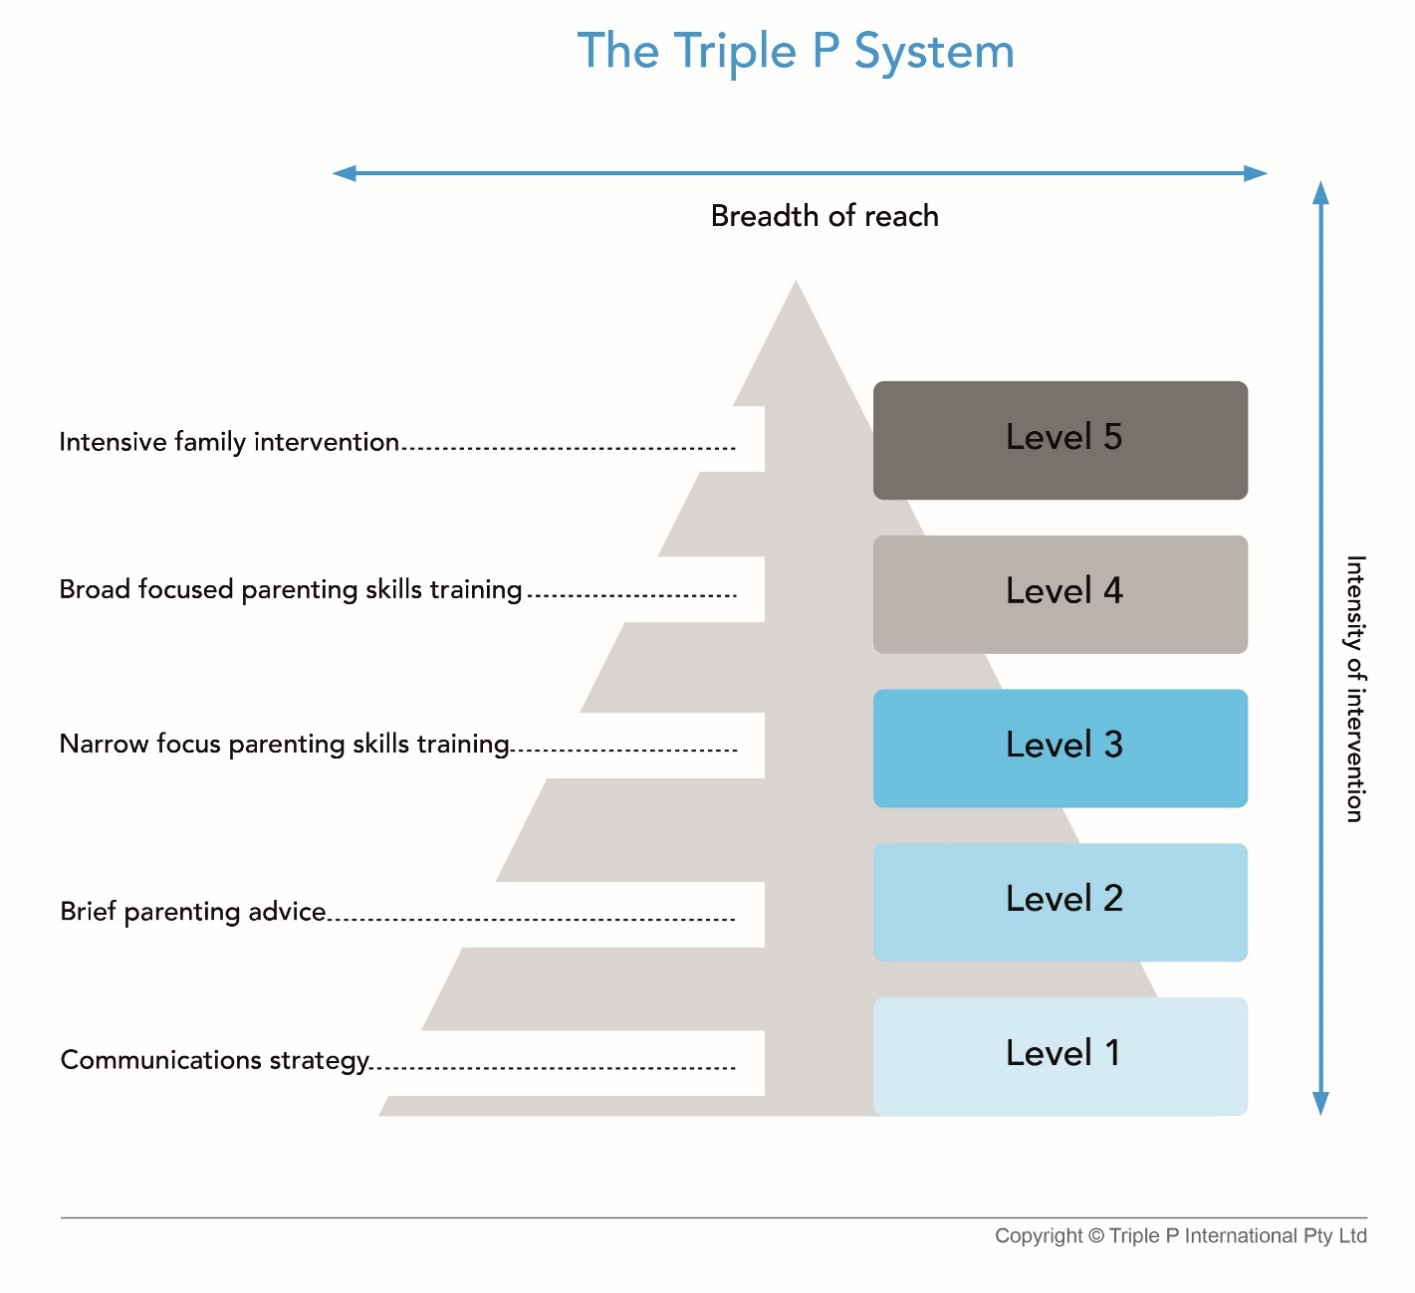 The Triple P System
Breadth of reach
Intensive family intervention
Level 5
Broad focused parenting skills training
Level 4
Narrow focus parenting skills training
Level 3
Brief parenting advice
Level 2
Communications strategy
Level 1
Intensity of intervention
Copyright © Triple P International Pty Ltd